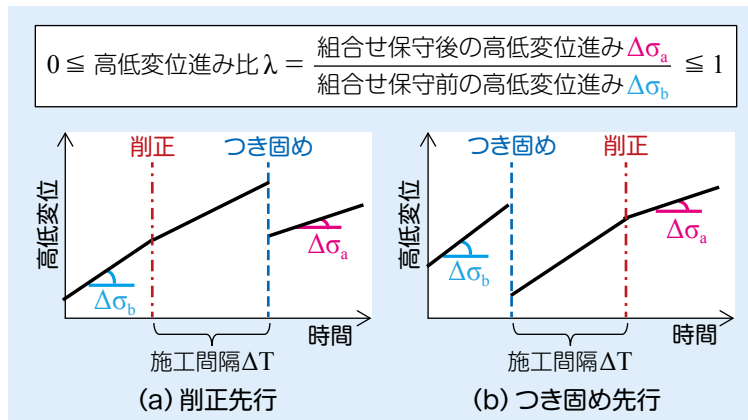 0 ≦ 高低変位進み比 λ = 組合せ保守後の高低変位進みΔσa / 組合せ保守前の高低変位進みΔσb ≦ 1
削正
つき固め
高低変位
Δσb
Δσa
時間
施工間隔ΔT
(a) 削正先行
つき固め
削正
高低変位
Δσb
Δσa
時間
施工間隔ΔT
(b) つき固め先行